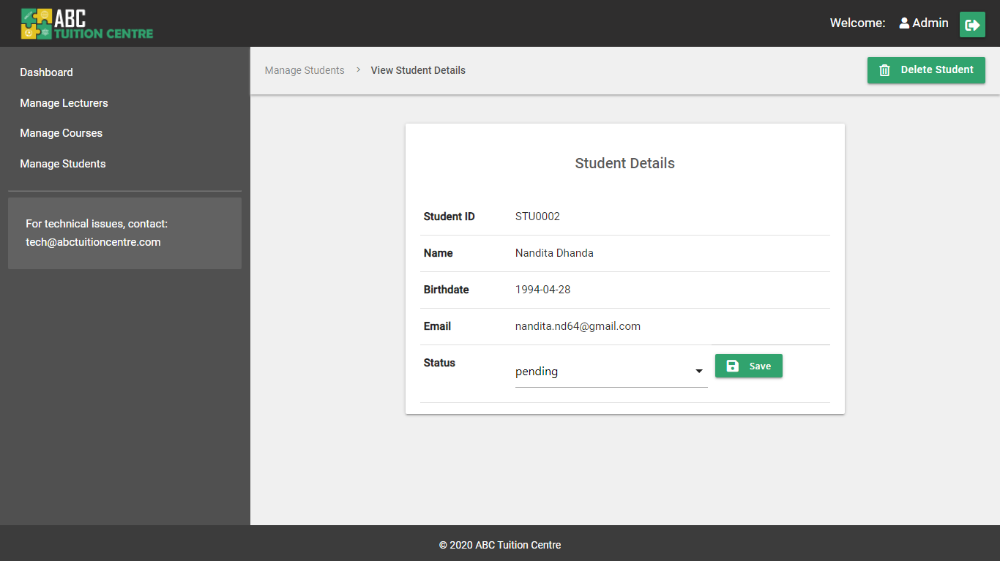 ABC
TUITION CENTRE
Welcome: Admin
Dashboard
Manage Lecturers
Manage Courses
Manage Students
For technical issues, contact:
tech@abctuitioncentre.com
Manage Students > View Student Details
Delete Student
Student Details
Student ID STU0002
Name Nandita Dhanda
Birthdate 1994-04-28
Email nandita.nd64@gmail.com
Status pending Save
© 2020 ABC Tuition Centre